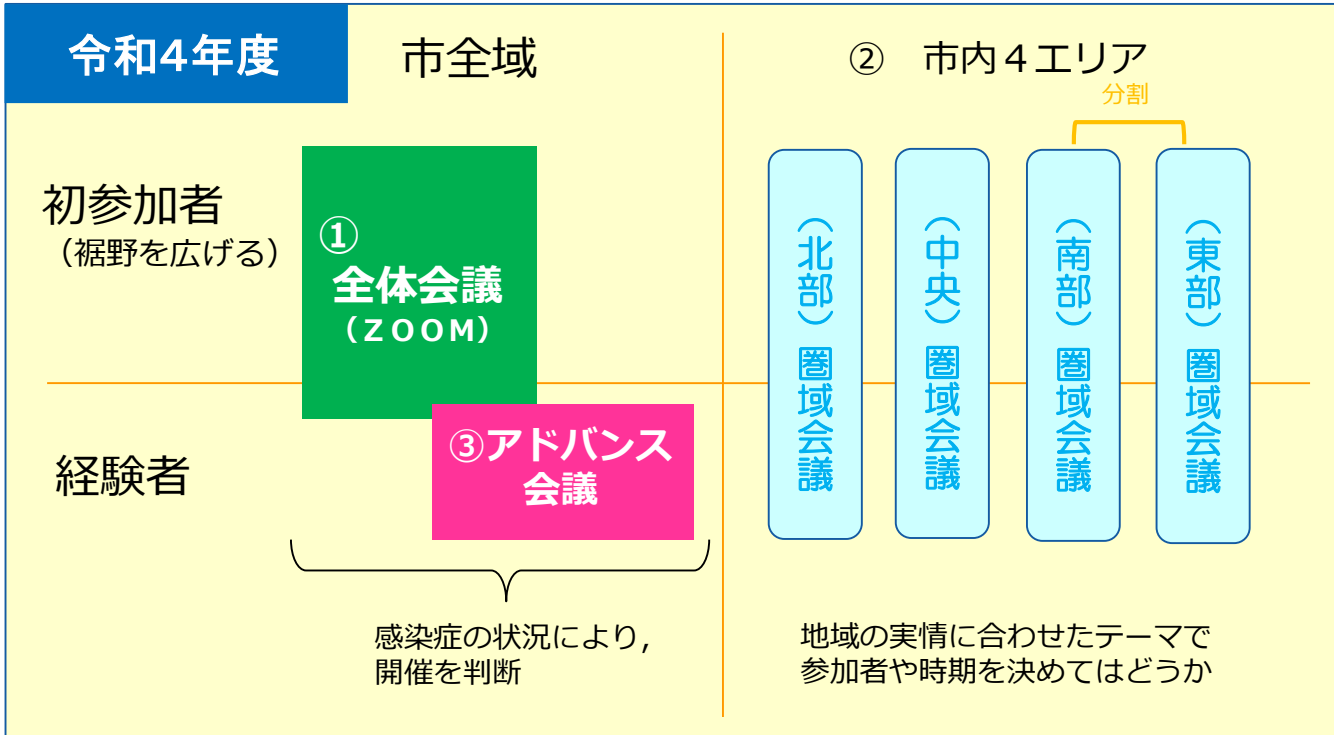 令和4年度
市全域
② 市内４エリア
分割
初参加者
（裾野を広げる）
①
全体会議
（ＺＯＯＭ）
（北部）圏域会議
（中央）圏域会議
（南部）圏域会議
（東部）圏域会議
経験者
③アドバンス
会議
感染症の状況により，
開催を判断
地域の実情に合わせたテーマで
参加者や時期を決めてはどうか